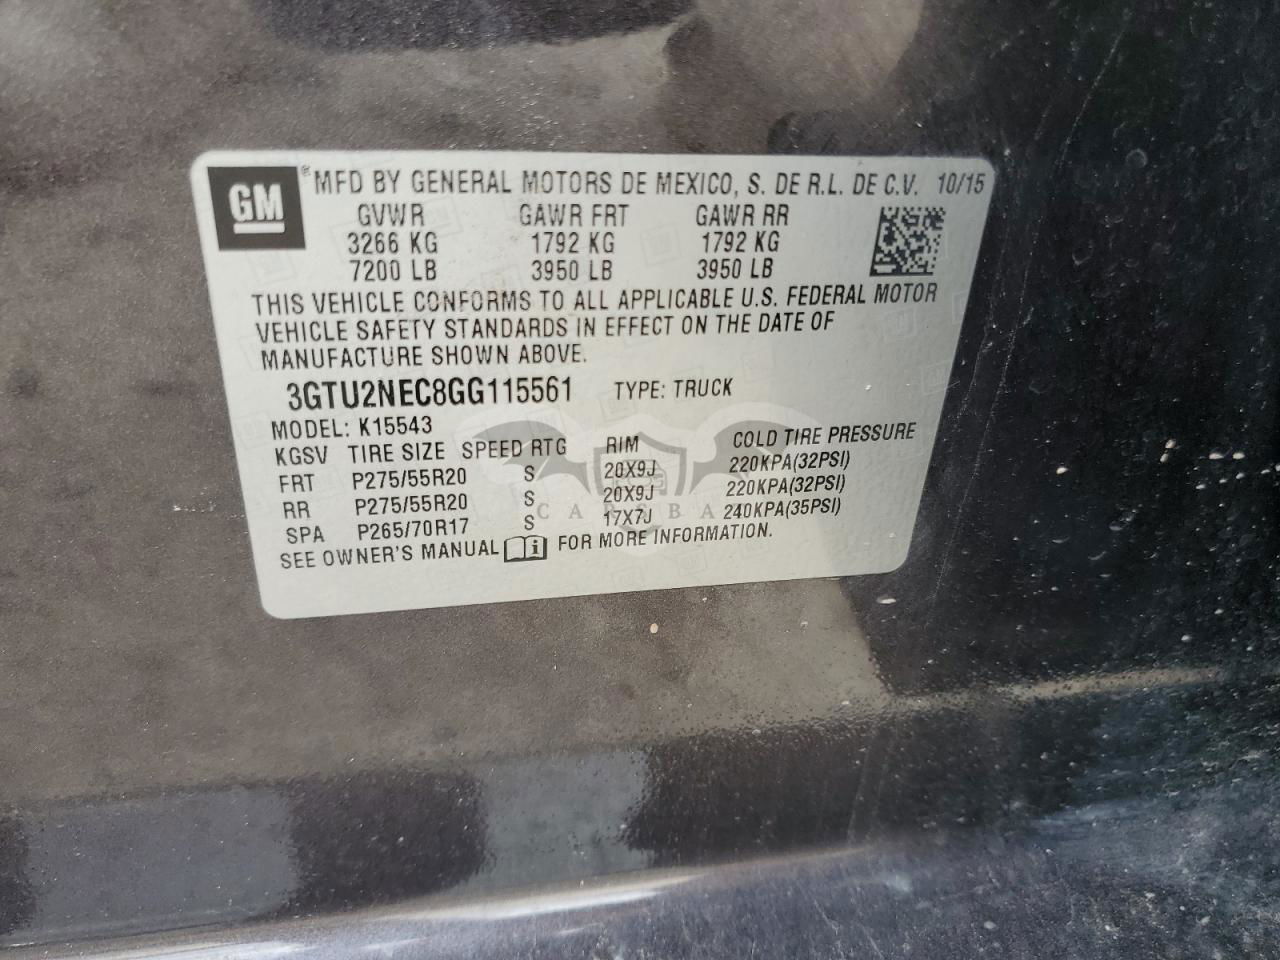 GM
® MFD BY GENERAL MOTORS DE MEXICO, S. DE R.L. DE C.V. 10/15
GVWR GAWR FRT GAWR RR
3266 KG 1792 KG 1792 KG
7200 LB 3950 LB 3950 LB
THIS VEHICLE CONFORMS TO ALL APPLICABLE U.S. FEDERAL MOTOR
VEHICLE SAFETY STANDARDS IN EFFECT ON THE DATE OF
MANUFACTURE SHOWN ABOVE.
3GTU2NEC8GG115561 TYPE: TRUCK
MODEL: K15543
KGSV TIRE SIZE SPEED RTG RIM COLD TIRE PRESSURE
FRT P275/55R20 S 20X9J 220KPA(32PSI)
RR P275/55R20 S 20X9J 220KPA(32PSI)
SPA P265/70R17 S 17X7J 240KPA(35PSI)
SEE OWNER'S MANUAL i FOR MORE INFORMATION.